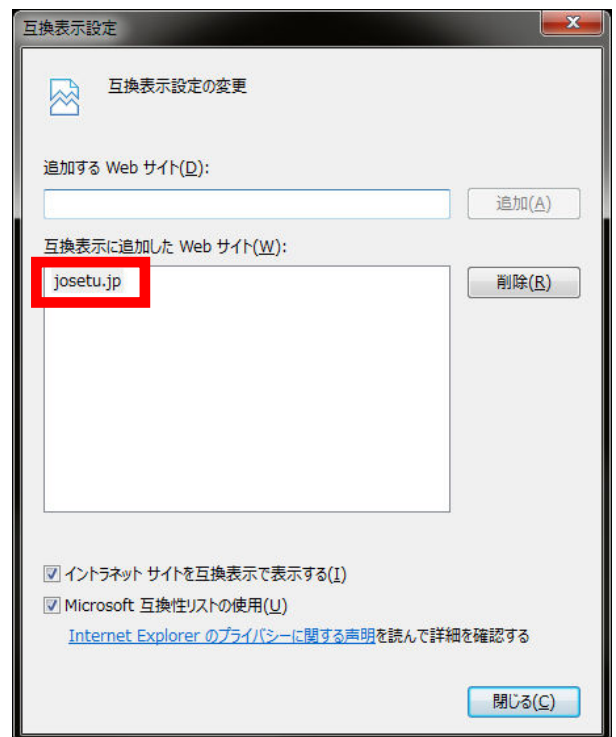 互換表示設定
互換表示設定の変更
追加する Web サイト(D):
追加(A)
互換表示に追加した Web サイト(W):
josetu.jp
削除(R)
イントラネット サイトを互換表示で表示する(I)
Microsoft 互換性リストの使用(U)
Internet Explorer のプライバシーに関する声明を読んで詳細を確認する
閉じる(C)